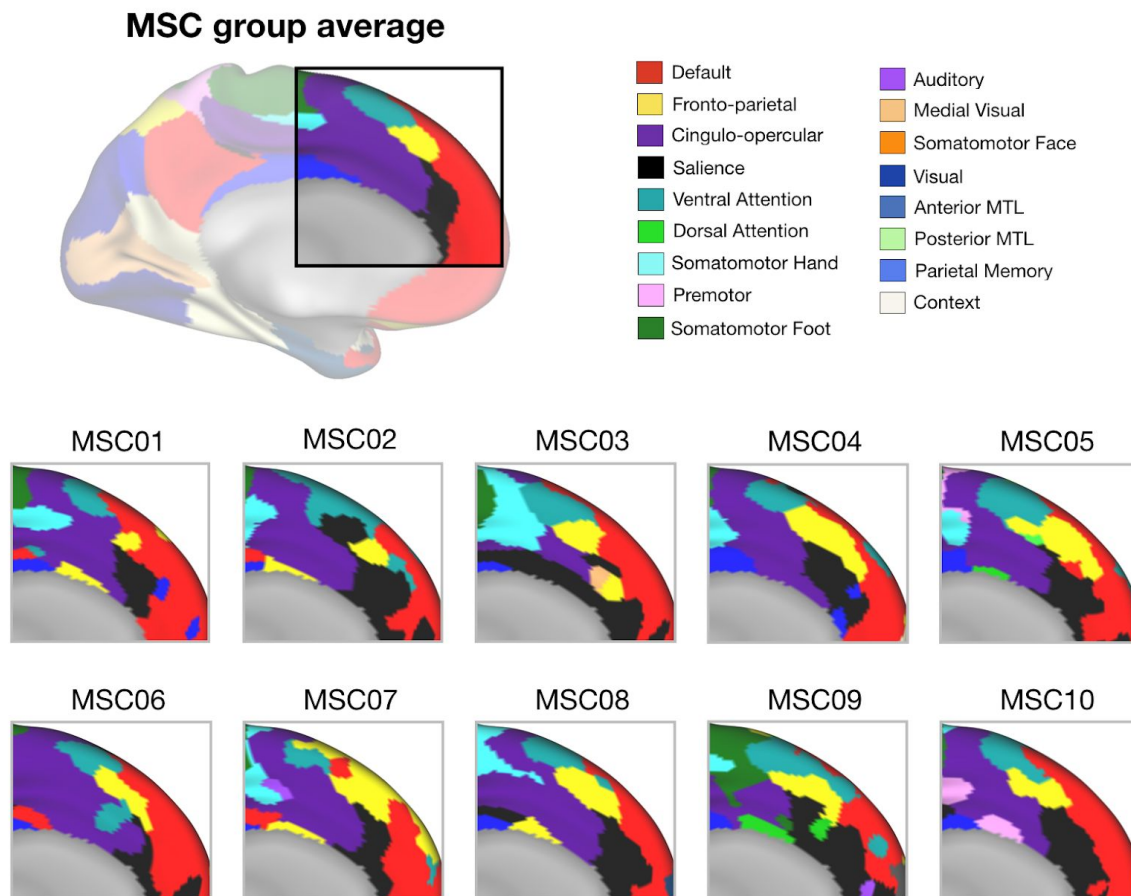 MSC group average
Default
Fronto-parietal
Cingulo-opercular
Salience
Ventral Attention
Dorsal Attention
Somatomotor Hand
Premotor
Somatomotor Foot
Auditory
Medial Visual
Somatomotor Face
Visual
Anterior MTL
Posterior MTL
Parietal Memory
Context
MSC01 MSC02 MSC03 MSC04 MSC05
MSC06 MSC07 MSC08 MSC09 MSC10